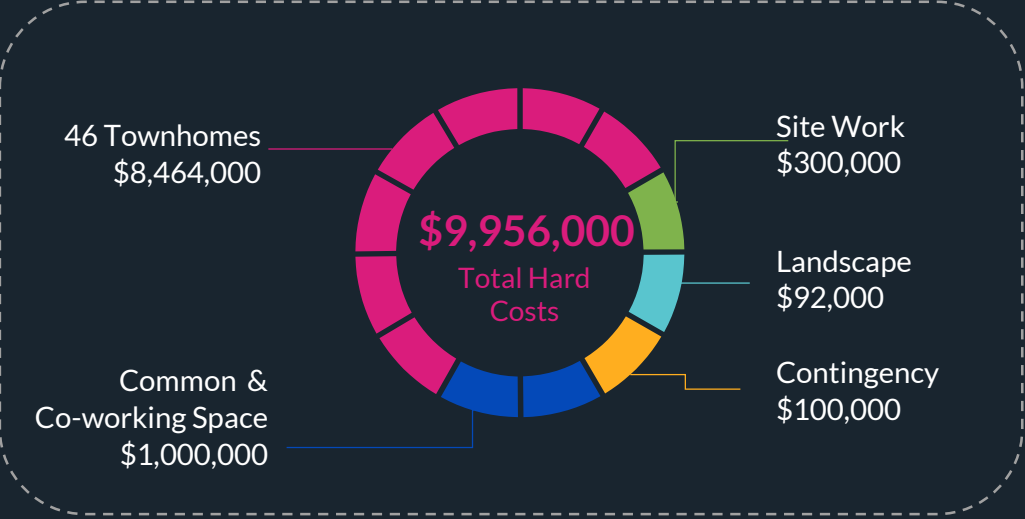 46 Townhomes
$8,464,000
Site Work
$300,000
$9,956,000
Total Hard
Costs
Landscape
$92,000
Common &
Co-working Space
$1,000,000
Contingency
$100,000